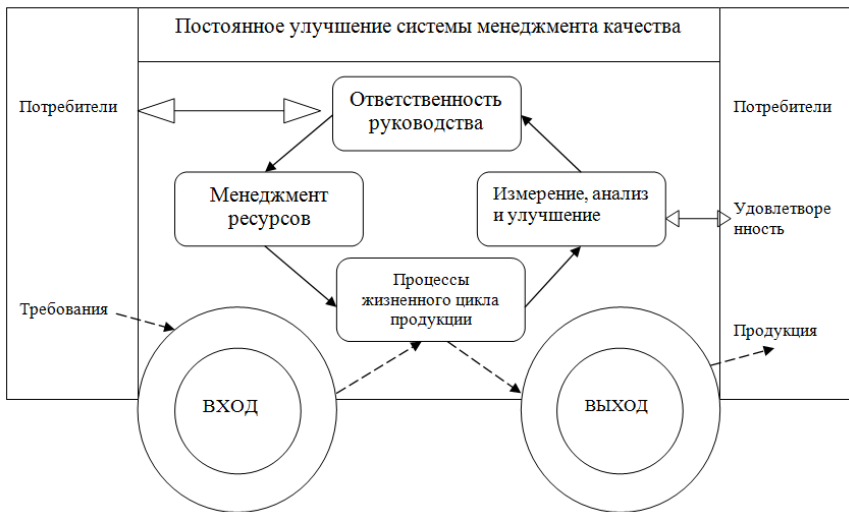 Постоянное улучшение системы менеджмента качества
Потребители
Ответственность
руководства
Потребители
Менеджмент
ресурсов
Измерение, анализ
и улучшение
Удовлетворе
нность
Процессы
жизненного цикла
продукции
Требования
Продукция
ВХОД
ВЫХОД